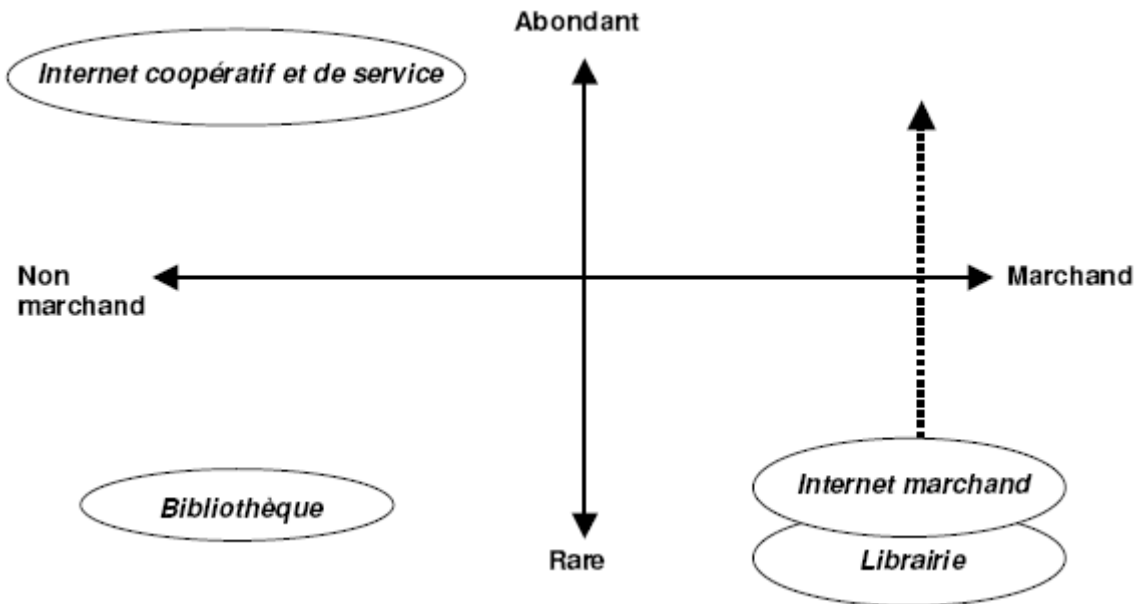 Abondant
Internet coopératif et de service
Non
marchand
Marchand
Internet marchand
Bibliothèque
Rare
Librairie